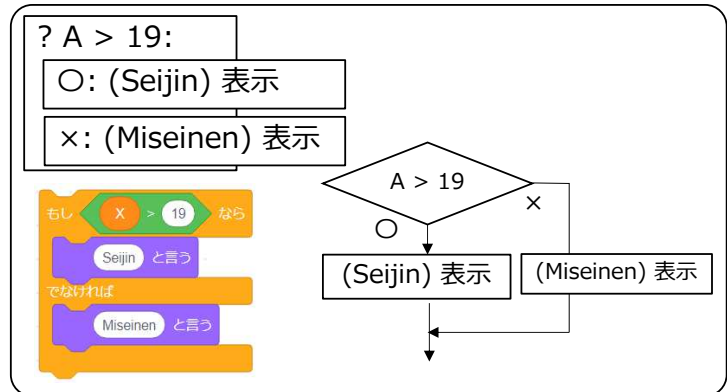 ? A > 19:
〇: (Seijin) 表示
×: (Miseinen) 表示
もし X > 19 なら
Seijin と言う
でなければ
Miseinen と言う
A > 19
×
〇
(Seijin) 表示
(Miseinen) 表示